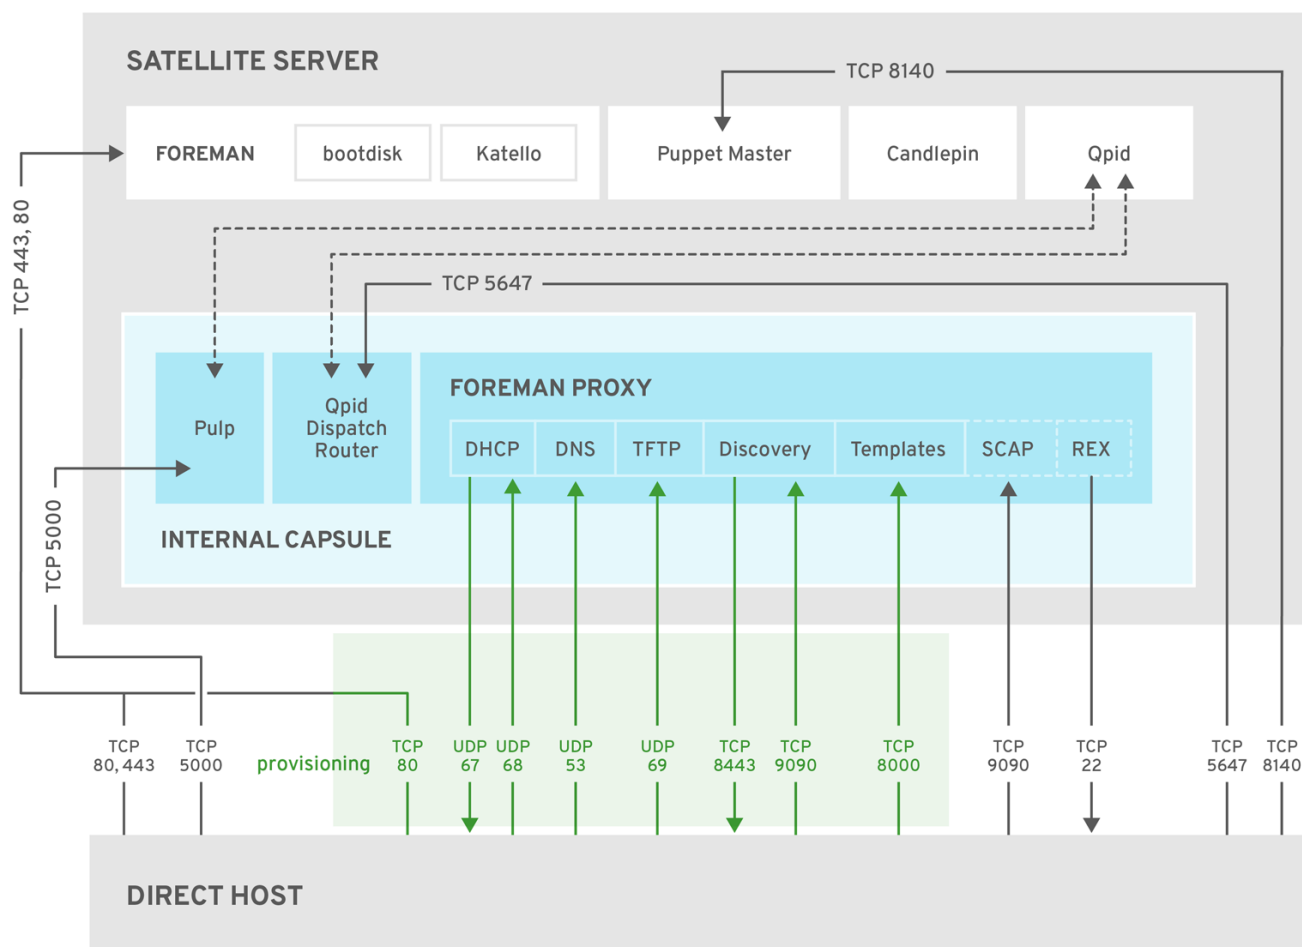 SATELLITE SERVER
TCP 8140
FOREMAN
bootdisk
Katello
Puppet Master
Candlepin
Qpid
TCP 443, 80
TCP 5647
Pulp
Qpid
Dispatch
Router
FOREMAN PROXY
DHCP
DNS
TFTP
Discovery
Templates
SCAP
REX
INTERNAL CAPSULE
TCP 5000
TCP
80, 443
TCP
5000
provisioning
TCP
80
UDP
67
UDP
68
UDP
53
UDP
69
TCP
8443
TCP
9090
TCP
8000
TCP
9090
TCP
22
TCP
5647
TCP
8140
DIRECT HOST